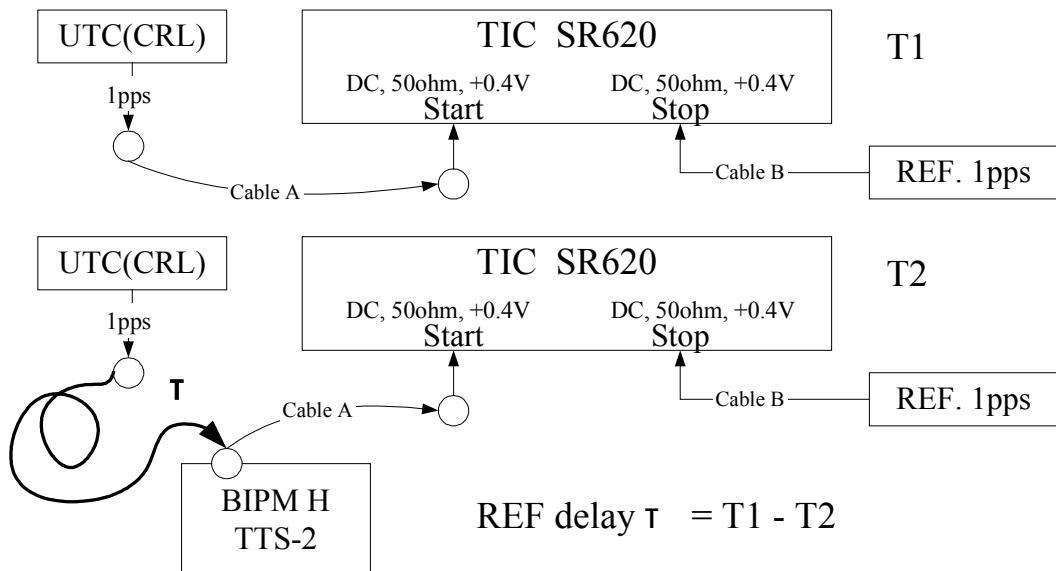 UTC(CRL)
1pps
Cable A
TIC SR620
DC, 50ohm, +0.4V
Start
DC, 50ohm, +0.4V
Stop
T1
Cable B
REF. 1pps
UTC(CRL)
1pps
τ
Cable A
TIC SR620
DC, 50ohm, +0.4V
Start
DC, 50ohm, +0.4V
Stop
T2
Cable B
REF. 1pps
BIPM H
TTS-2
REF delay τ = T1 - T2